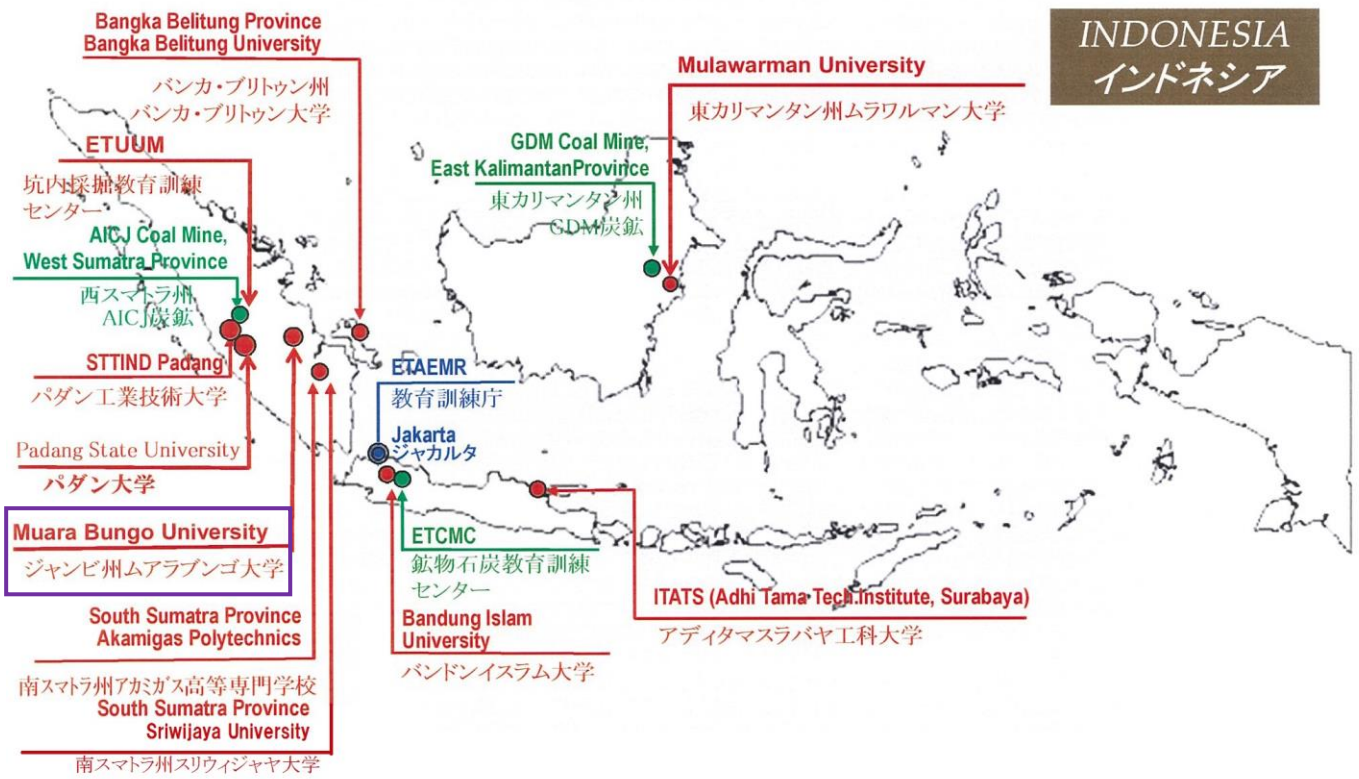 INDONESIA
インドネシア
Bangka Belitung Province
Bangka Belitung University
バンカ・ブリトゥン州
バンカ・ブリトゥン大学
Mulawarman University
東カリマンタン州ムラワルマン大学
ETUUM
坑内採掘教育訓練
センター
GDM Coal Mine,
East KalimantanProvince
東カリマンタン州
GDM炭鉱
AICJ Coal Mine,
West Sumatra Province
西スマトラ州
AICJ炭鉱
STTIND Padang
パダン工業技術大学
ETAEMR
教育訓練庁
Jakarta
ジャカルタ
Padang State University
パダン大学
Muara Bungo University
ジャンビ州ムアラブンゴ大学
ETCMC
鉱物石炭教育訓練
センター
South Sumatra Province
Akamigas Polytechnics
南スマトラ州アカミガス高等専門学校
Bandung Islam
University
バンドンイスラム大学
ITATS (Adhi Tama Tech.Institute, Surabaya)
アディタマスラバヤ工科大学
South Sumatra Province
Sriwijaya University
南スマトラ州スリウィジャヤ大学